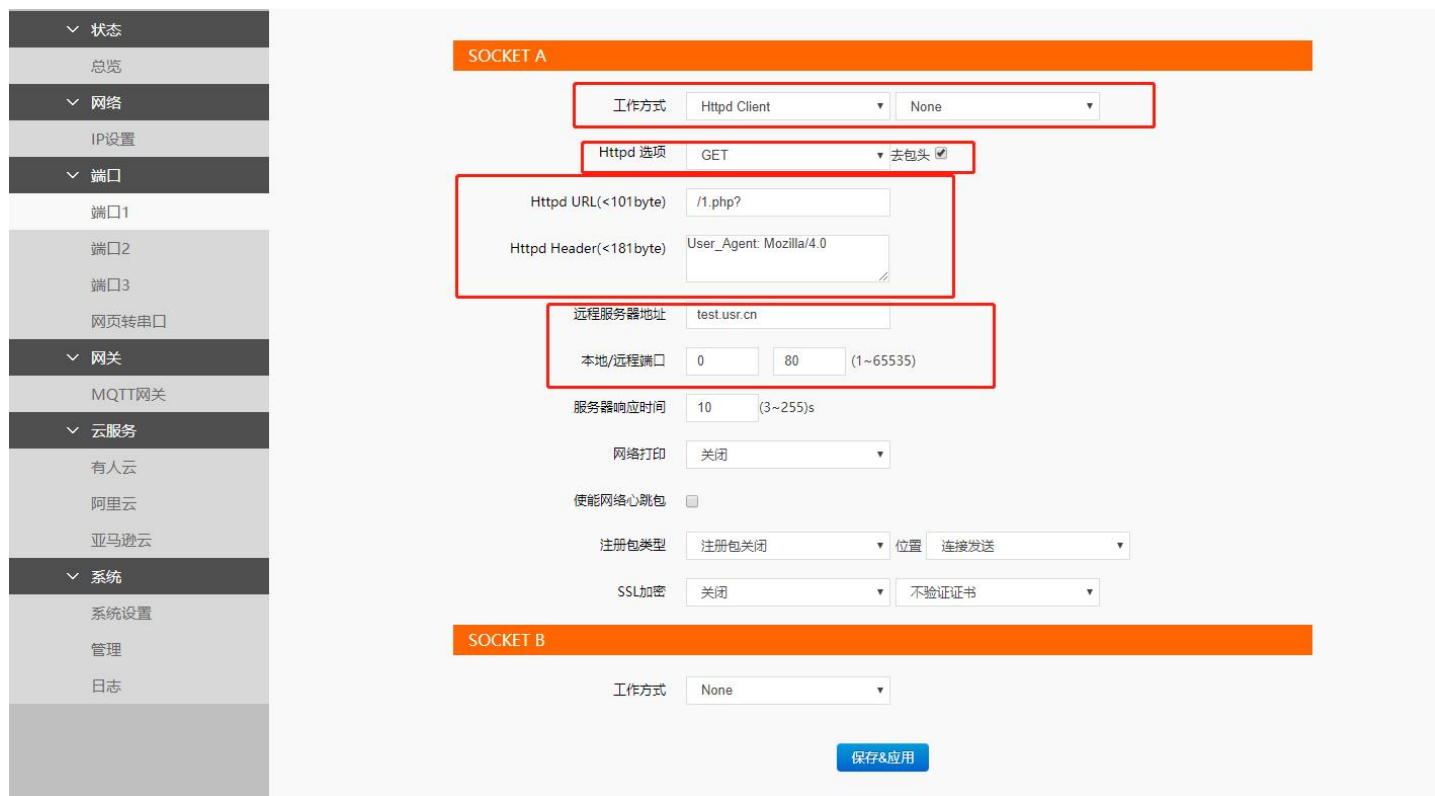 状态
总览
网络
IP设置
端口
端口1
端口2
端口3
网页转串口
网关
MQTT网关
云服务
有人云
阿里云
亚马逊云
系统
系统设置
管理
日志
SOCKET A
工作方式 Httpd Client None
Httpd 选项 GET 去包头
Httpd URL(<101byte) /1.php?
Httpd Header(<181byte) User_Agent: Mozilla/4.0
远程服务器地址 test.usr.cn
本地/远程端口 0 80 (1~65535)
服务器响应时间 10 (3~255)s
网络打印 关闭
使能网络心跳包
注册包类型 注册包关闭 位置 连接发送
SSL加密 关闭 不验证证书
SOCKET B
工作方式 None
保存&应用